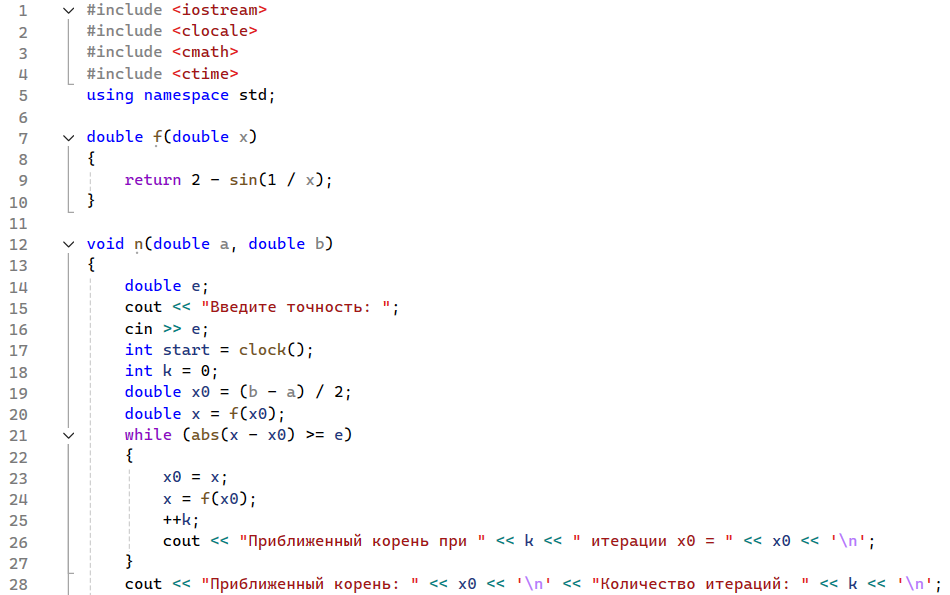 1 #include <iostream>
2 #include <clocale>
3 #include <cmath>
4 #include <ctime>
5 using namespace std;
6
7 double f(double x)
8 {
9 return 2 - sin(1 / x);
10 }
11
12 void n(double a, double b)
13 {
14 double e;
15 cout << "Введите точность: ";
16 cin >> e;
17 int start = clock();
18 int k = 0;
19 double x0 = (b - a) / 2;
20 double x = f(x0);
21 while (abs(x - x0) >= e)
22 {
23 x0 = x;
24 x = f(x0);
25 ++k;
26 cout << "Приближенный корень при " << k << " итерации x0 = " << x0 << '\n';
27 }
28 cout << "Приближенный корень: " << x0 << '\n' << "Количество итераций: " << k << '\n';